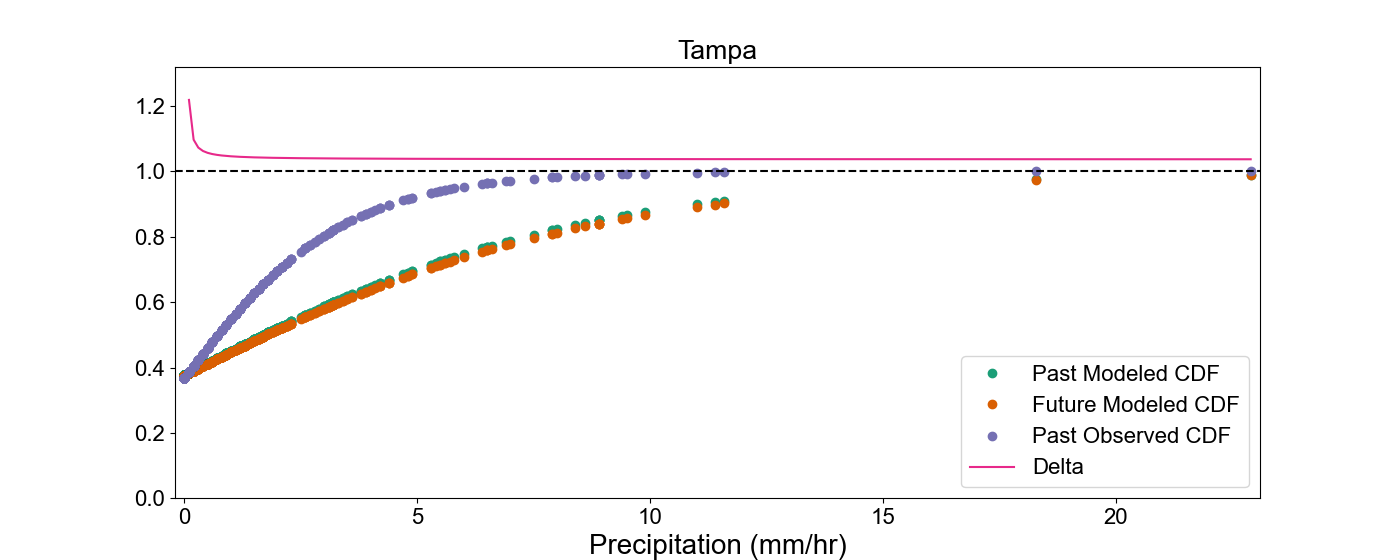 Tampa
1.2
1.0
0.8
0.6
0.4
0.2
0.0
0 5 10 15 20
Precipitation (mm/hr)
Past Modeled CDF
Future Modeled CDF
Past Observed CDF
Delta